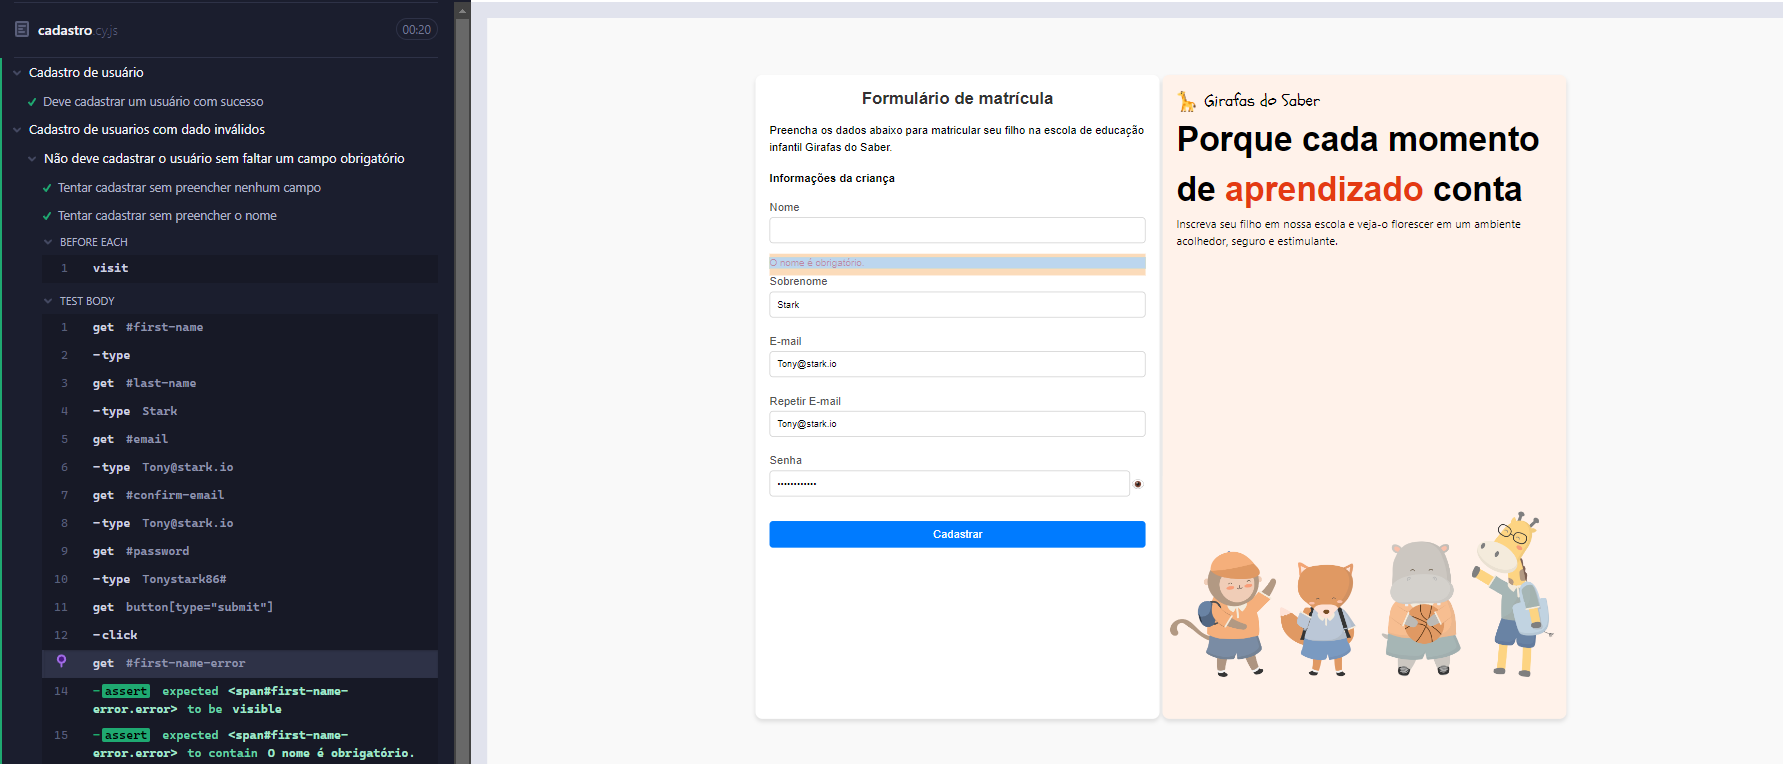 cadastro.cy.js
00:20
Cadastro de usuário
Deve cadastrar um usuário com sucesso
Cadastro de usuarios com dado inválidos
Não deve cadastrar o usuário sem faltar um campo obrigatório
Tentar cadastrar sem preencher nenhum campo
Tentar cadastrar sem preencher o nome
BEFORE EACH
1 visit
TEST BODY
1 get #first-name
2 -type
3 get #last-name
4 -type Stark
5 get #email
6 -type Tony@stark.io
7 get #confirm-email
8 -type Tony@stark.io
9 get #password
10 -type Tonystark86#
11 get button[type="submit"]
12 -click
get #first-name-error
14 -assert expected <span#first-name-
error.error> to be visible
15 -assert expected <span#first-name-
error.error> to contain O nome é obrigatório.
Formulário de matrícula
Preencha os dados abaixo para matricular seu filho na escola de educação
infantil Girafas do Saber.
Informações da criança
Nome
O nome é obrigatório.
Sobrenome
Stark
E-mail
Tony@stark.io
Repetir E-mail
Tony@stark.io
Senha
••••••••••••
Cadastrar
Girafas do Saber
Porque cada momento
de aprendizado conta
Inscreva seu filho em nossa escola e veja-o florescer em um ambiente
acolhedor, seguro e estimulante.